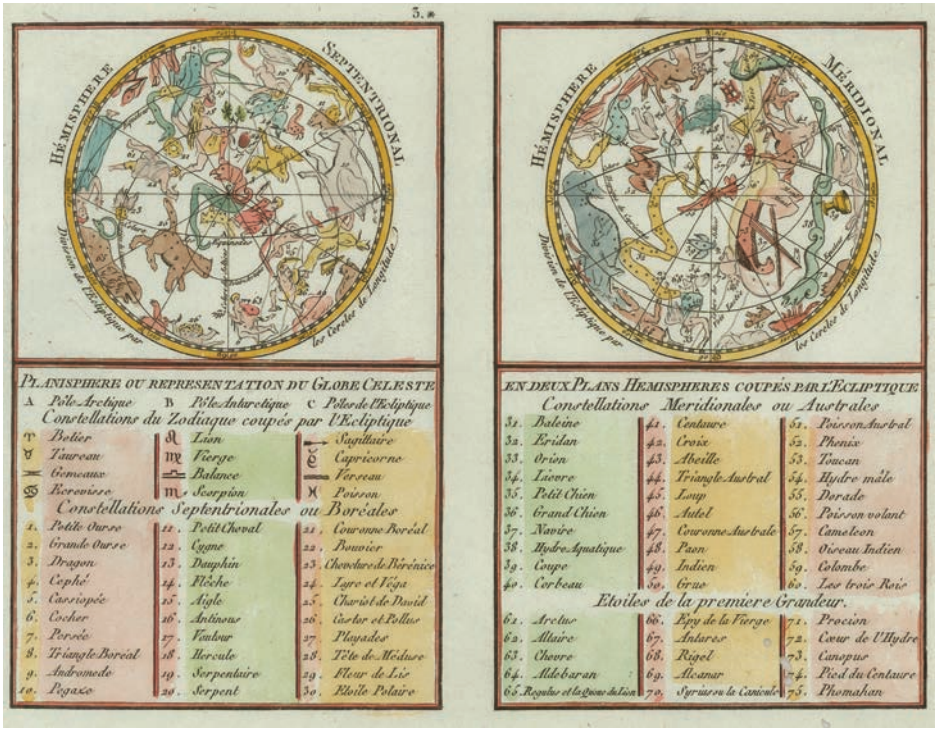 3.*
HÉMISPHERE SEPTENTRIONAL
Division de l'Ecliptique par les Cercles de Longitude
HÉMISPHERE MÉRIDIONAL
Division de l'Ecliptique par les Cercles de Longitude
PLANISPHERE OU REPRESENTATION DU GLOBE CELESTE
A Pôle Arctique B Pôle Antarctique C Pôles de l'Ecliptique
Constellations du Zodiaque coupés par l'Ecliptique
♈ Belier ♌ Lion ♐ Sagittaire
♉ Taureau ♍ Vierge ♑ Capricorne
♊ Gemeaux ♎ Balance ♒ Verseau
♋ Ecrevisse ♏ Scorpion ♓ Poisson
Constellations Septentrionales ou Boréales
1. Petite Ourse 11. Petit Cheval 21. Couronne Boréal
2. Grande Ourse 12. Cygne 22. Bouvier
3. Dragon 13. Dauphin 23. Chevelure de Bérénice
4. Cephé 14. Flêche 24. Lyre et Véga
5. Cassiopée 15. Aigle 25. Chariot de David
6. Cocher 16. Antinous 26. Castor et Pollus
7. Persée 17. Vautour 27. Playades
8. Triangle Boréal 18. Hercule 28. Tête de Méduse
9. Andromede 19. Serpentaire 29. Fleur de Lis
10. Pegaze 20. Serpent 30. Etoile Polaire
EN DEUX PLANS HEMISPHERES COUPÉS PAR L'ECLIPTIQUE
Constellations Meridionales ou Australes
31. Baleine 41. Centaure 51. Poisson Austral
32. Eridan 42. Croix 52. Phenix
33. Orion 43. Abeille 53. Toucan
34. Lievre 44. Triangle Austral 54. Hydre mâle
35. Petit Chien 45. Loup 55. Dorade
36. Grand Chien 46. Autel 56. Poisson volant
37. Navire 47. Couronne Australe 57. Cameleon
38. Hydre Aquatique 48. Paon 58. Oiseau Indien
39. Coupe 49. Indien 59. Colombe
40. Corbeau 50. Grue 60. Les trois Rois
Etoiles de la premiere Grandeur.
61. Arctus 66. Epy de la Vierge 71. Procion
62. Altaire 67. Antares 72. Cœur de l'Hydre
63. Chevre 68. Rigel 73. Canopus
64. Aldebaran 69. Alcanar 74. Pied du Centaure
65. Regulus et la Queue du Lion 70. Syrius ou la Canicule 75. Phomahan